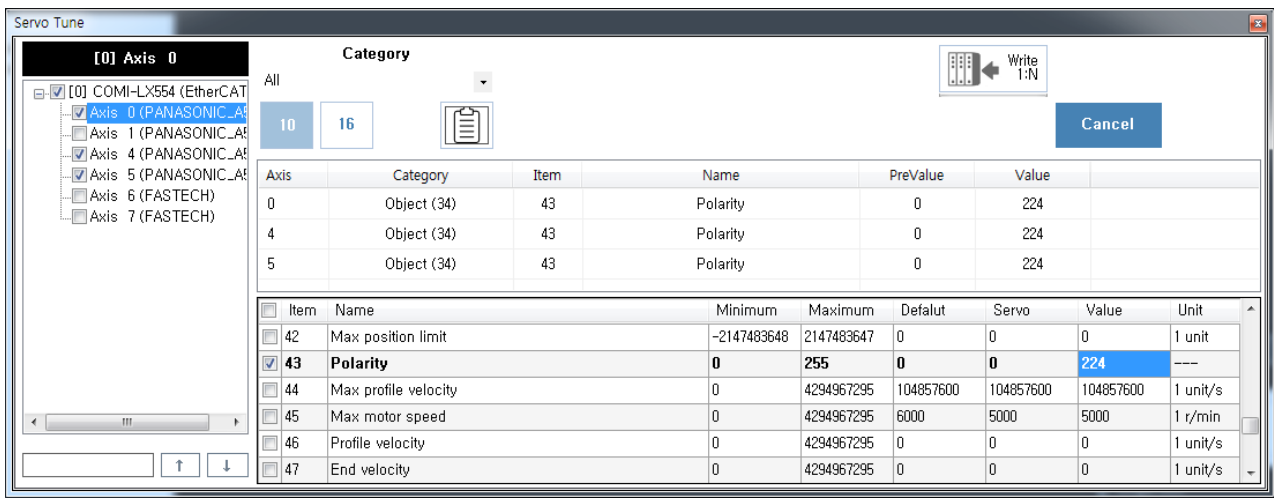 Servo Tune
[0] Axis 0
[0] COMI-LX554 (EtherCAT
Axis 0 (PANASONIC_A5
Axis 1 (PANASONIC_A5
Axis 4 (PANASONIC_A5
Axis 5 (PANASONIC_A5
Axis 6 (FASTECH)
Axis 7 (FASTECH)
Category
All
10 16
Write
1:N
Cancel
Axis Category Item Name PreValue Value
0 Object (34) 43 Polarity 0 224
4 Object (34) 43 Polarity 0 224
5 Object (34) 43 Polarity 0 224
Item Name Minimum Maximum Defalut Servo Value Unit
42 Max position limit -2147483648 2147483647 0 0 0 1 unit
43 Polarity 0 255 0 0 224 ---
44 Max profile velocity 0 4294967295 104857600 104857600 104857600 1 unit/s
45 Max motor speed 0 4294967295 6000 5000 5000 1 r/min
46 Profile velocity 0 4294967295 0 0 0 1 unit/s
47 End velocity 0 4294967295 0 0 0 1 unit/s